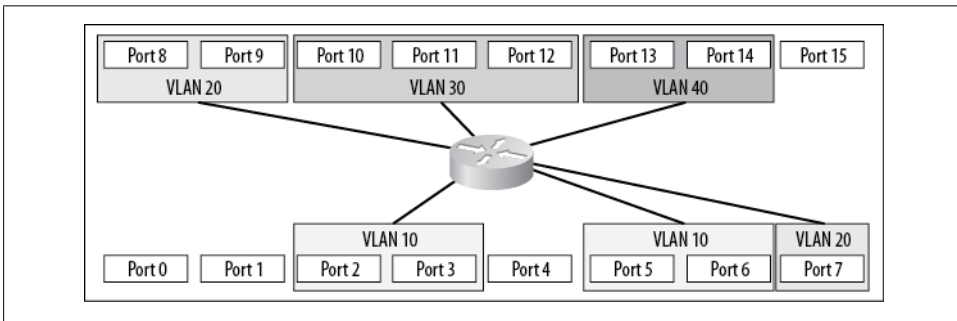 Port 8 Port 9 Port 10 Port 11 Port 12 Port 13 Port 14 Port 15
VLAN 20 VLAN 30 VLAN 40
VLAN 10 VLAN 10 VLAN 20
Port 0 Port 1 Port 2 Port 3 Port 4 Port 5 Port 6 Port 7